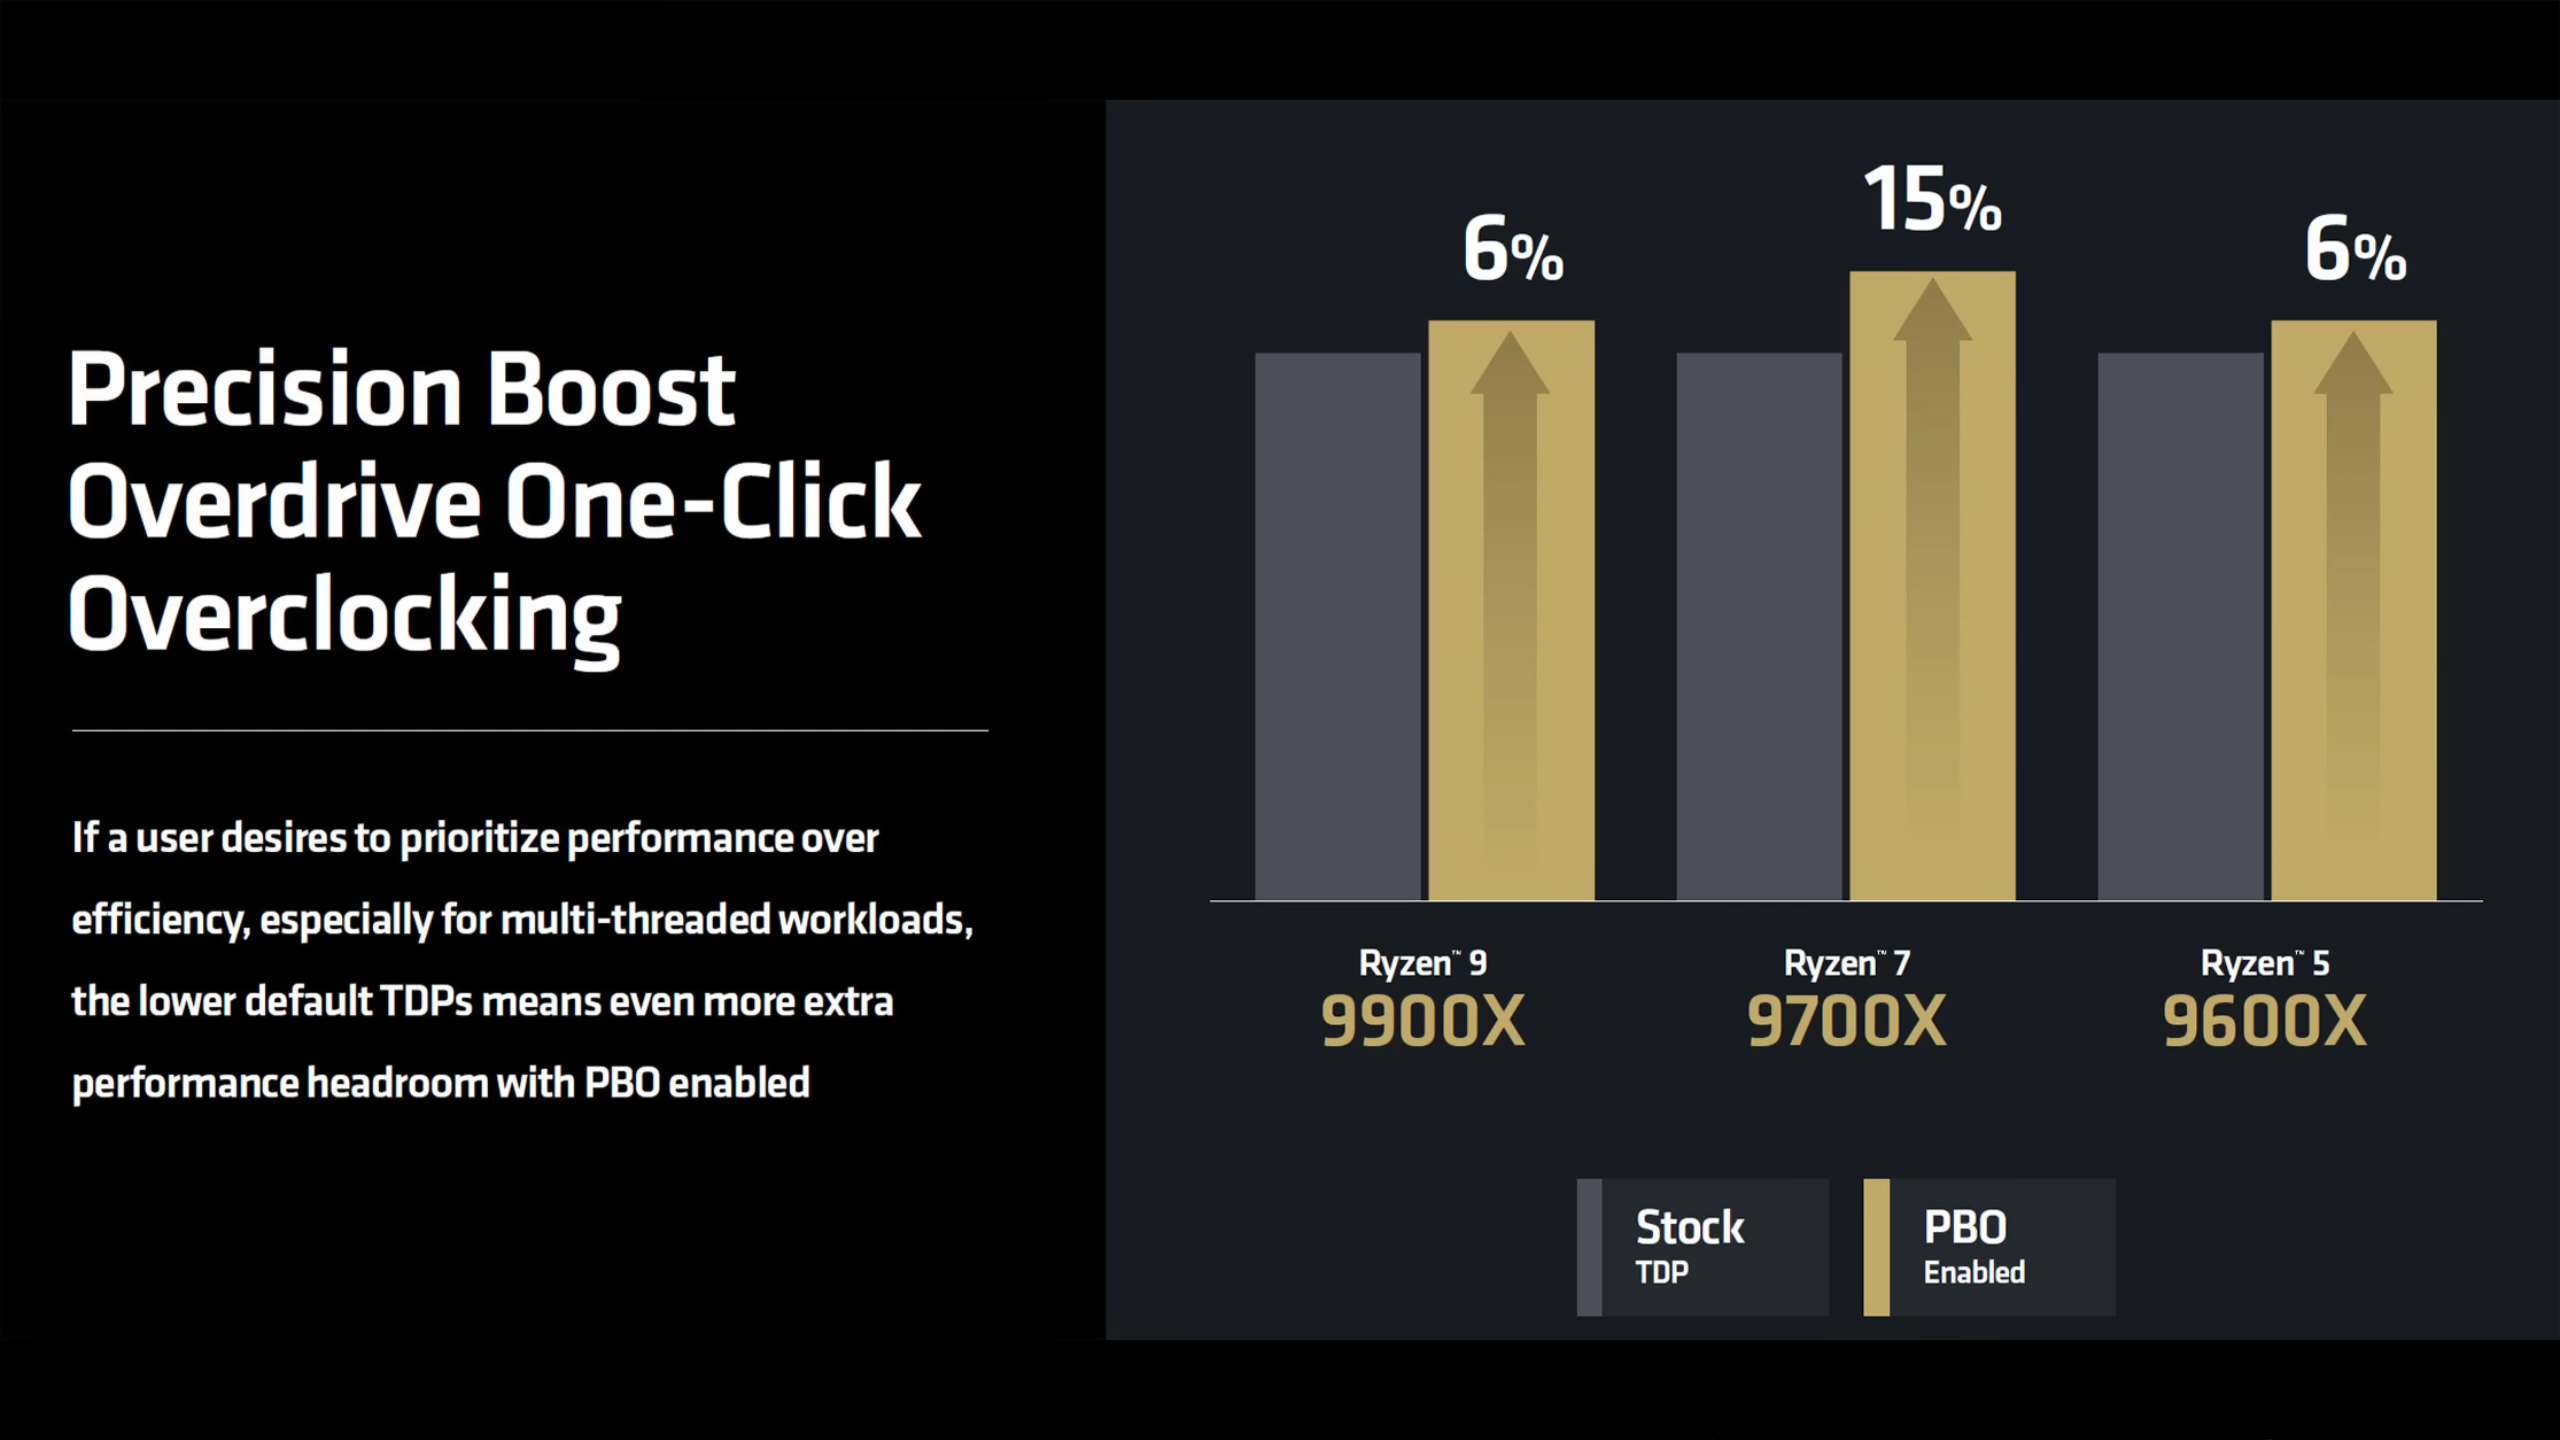 Precision Boost
Overdrive One-Click
Overclocking
If a user desires to prioritize performance over
efficiency, especially for multi-threaded workloads,
the lower default TDPs means even more extra
performance headroom with PBO enabled
6%
15%
6%
Ryzen™ 9
9900X
Ryzen™ 7
9700X
Ryzen™ 5
9600X
Stock
TDP
PBO
Enabled